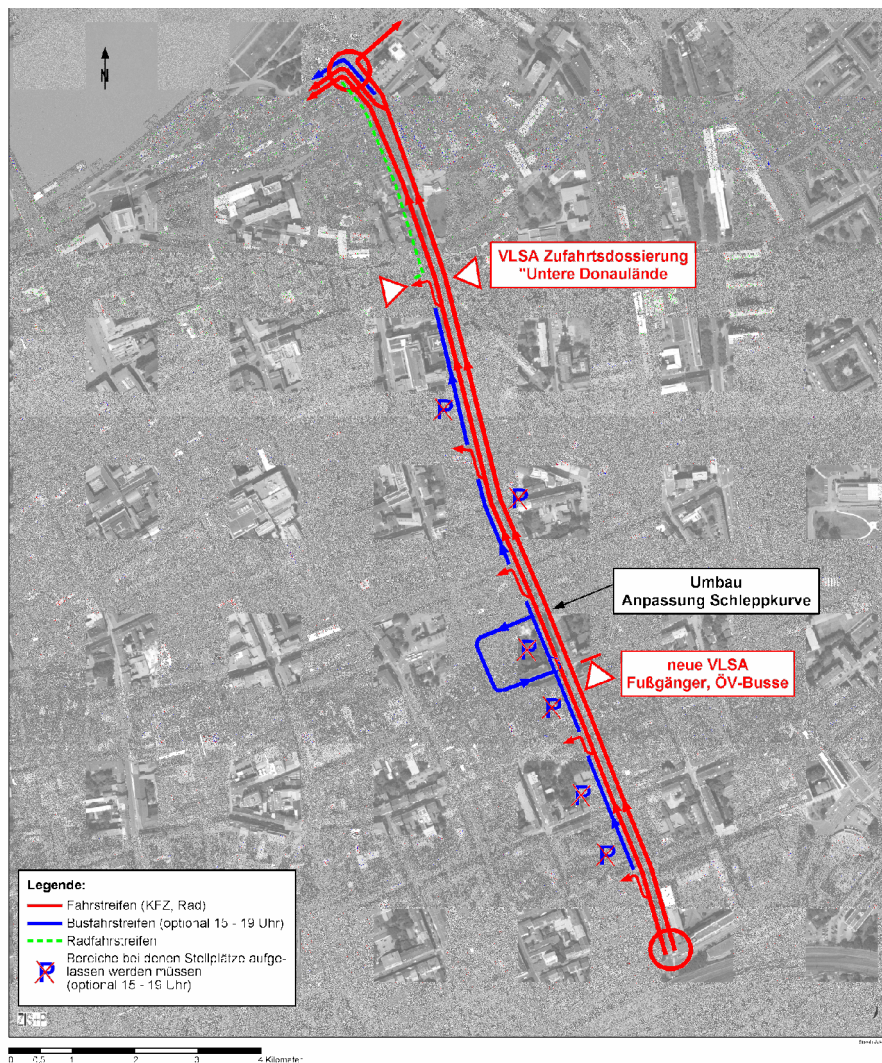 N
VLSA Zufahrtsdossierung
"Untere Donaulände
P
P
Umbau
Anpassung Schleppkurve
P
neue VLSA
Fußgänger, ÖV-Busse
P
P
P
Legende:
Fahrstreifen (KFZ, Rad)
Busfahrstreifen (optional 15 - 19 Uhr)
Radfahrstreifen
P
Bereiche bei denen Stellplätze aufge-
lassen werden müssen
(optional 15 - 19 Uhr)
0 0,5 1 2 3 4 Kilometer